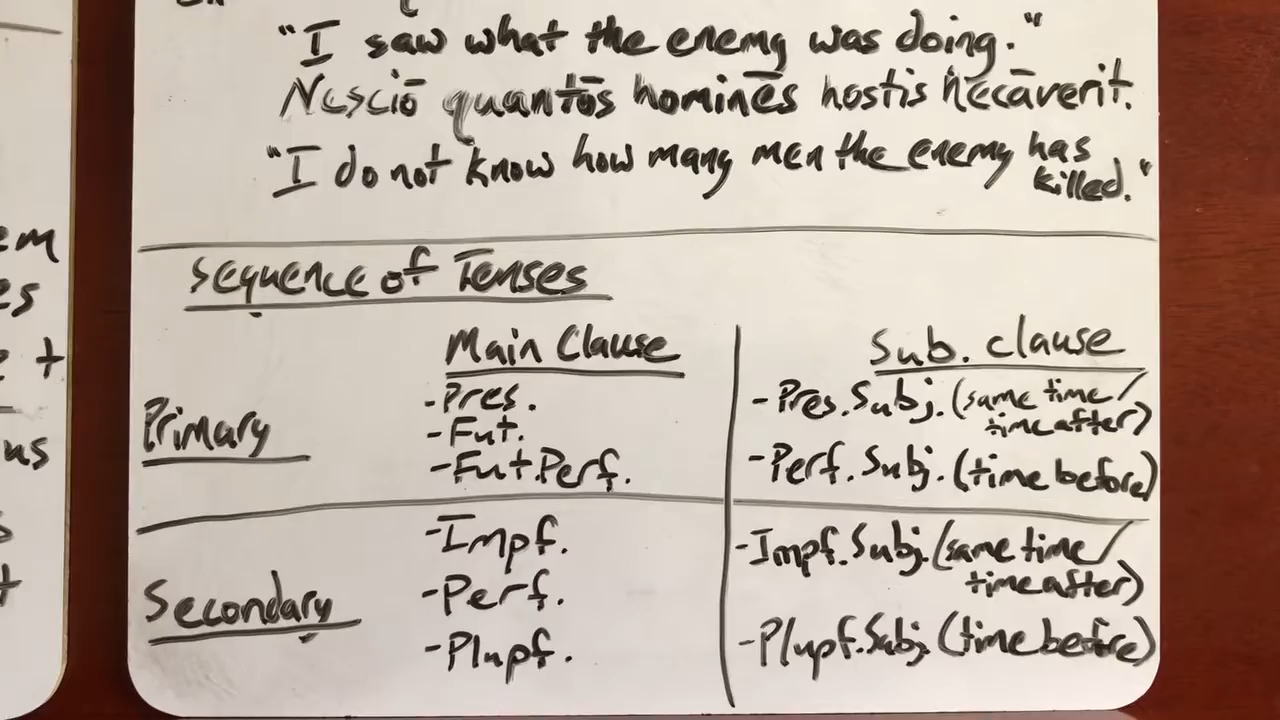 "I saw what the enemy was doing."
Nesciō quantōs hominēs hostis necāverit.
"I do not know how many men the enemy has
killed."
Sequence of Tenses
Main Clause
Sub. clause
Primary
-Pres.
-Fut.
-Fut.Perf.
-Pres.Subj. (same time/
time after)
-Perf.Subj. (time before)
Secondary
-Impf.
-Perf.
-Plupf.
-Impf.Subj. (same time/
time after)
-Plupf.Subj. (time before)
em
es
e +
us